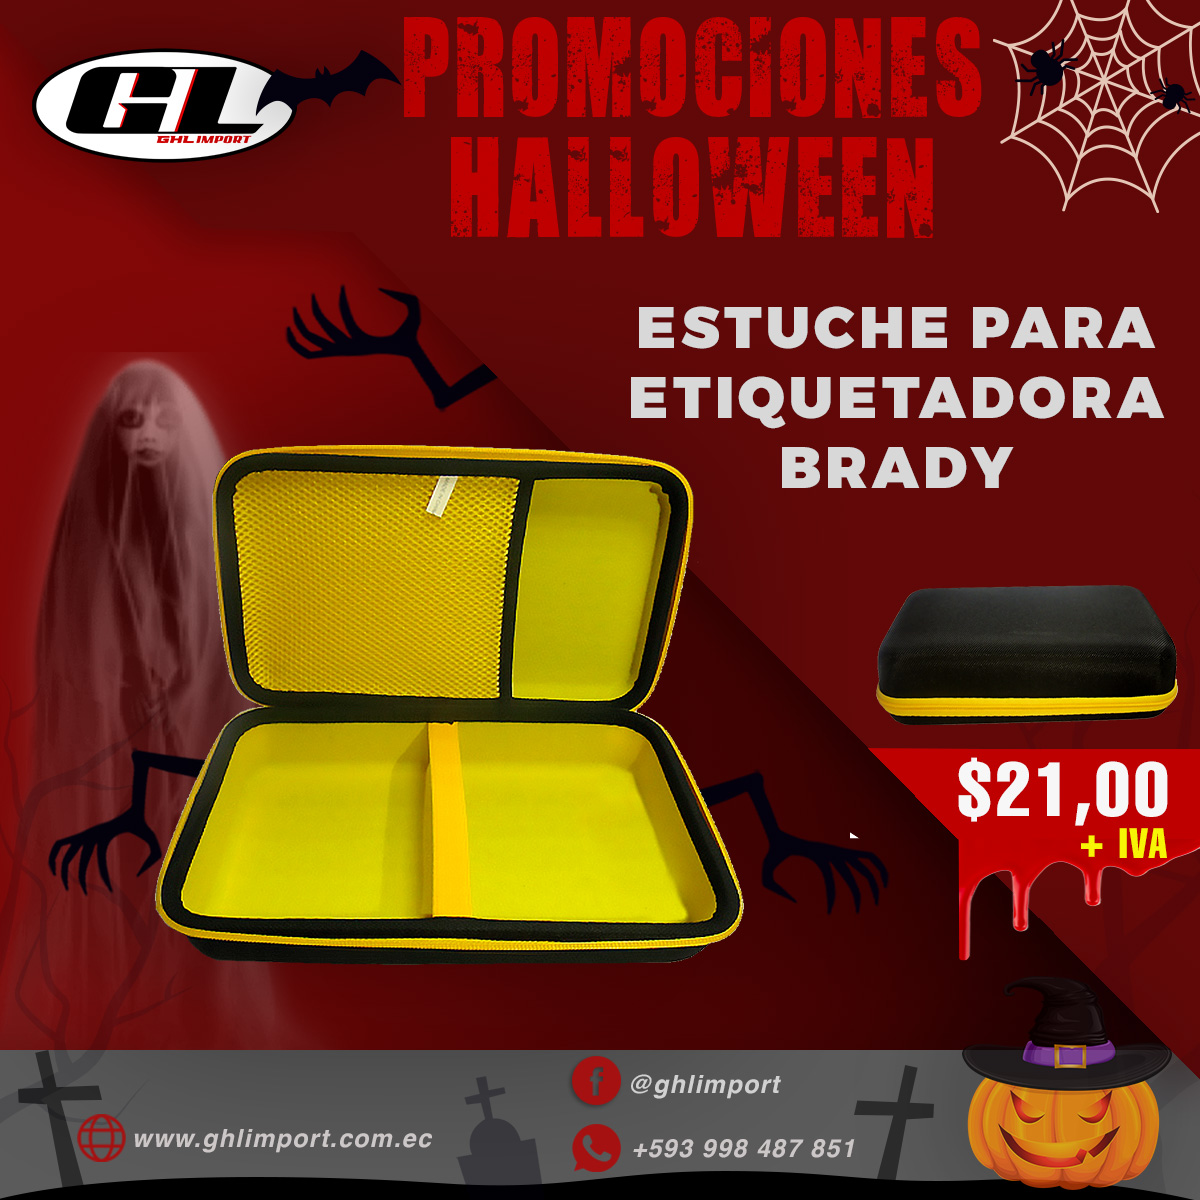 GHL
GHL IMPORT
PROMOCIONES
HALLOWEEN
ESTUCHE PARA
ETIQUETADORA
BRADY
$21,00
+ IVA
@ghlimport
www.ghlimport.com.ec
+593 998 487 851